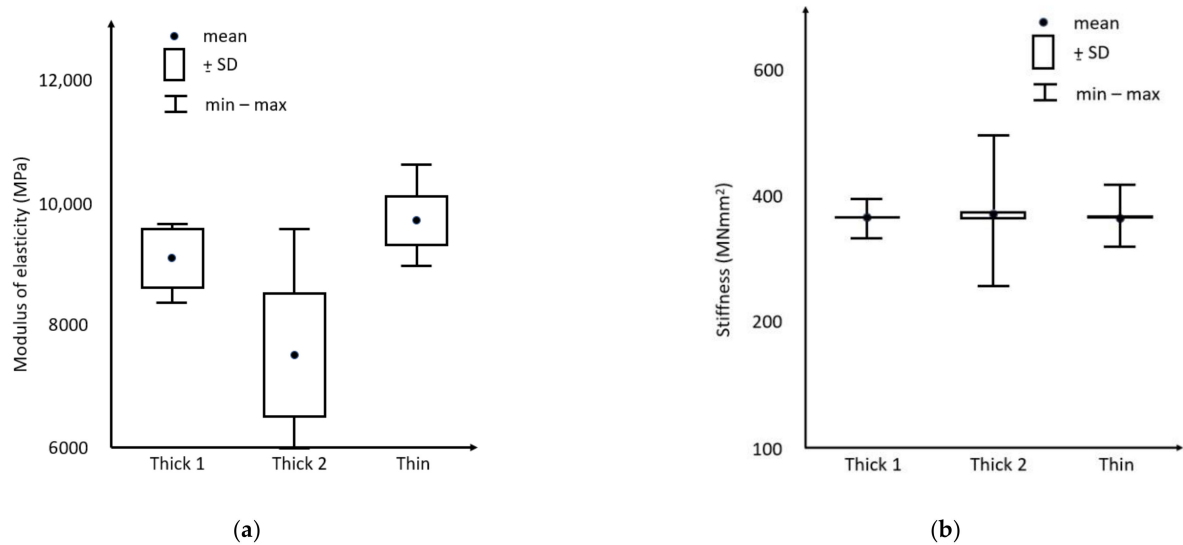 mean
± SD
min – max
12,000
10,000
8000
6000
Modulus of elasticity (MPa)
Thick 1
Thick 2
Thin
(a)
mean
± SD
min – max
600
400
200
100
Stiffness (MNmm²)
Thick 1
Thick 2
Thin
(b)